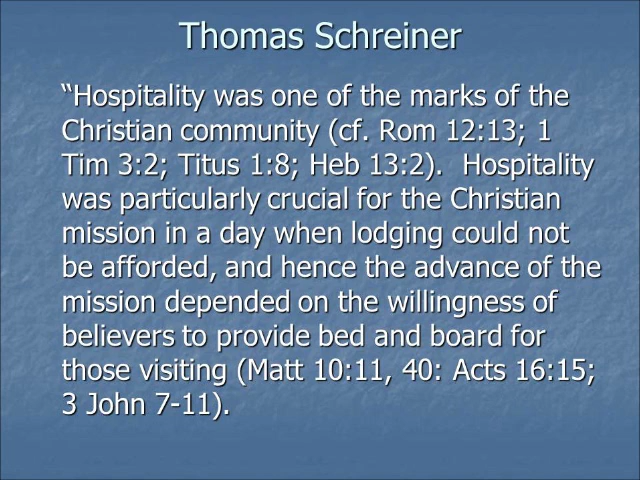 Thomas Schreiner
“Hospitality was one of the marks of the
Christian community (cf. Rom 12:13; 1
Tim 3:2; Titus 1:8; Heb 13:2).  Hospitality
was particularly crucial for the Christian
mission in a day when lodging could not
be afforded, and hence the advance of the
mission depended on the willingness of
believers to provide bed and board for
those visiting (Matt 10:11, 40: Acts 16:15;
3 John 7-11).